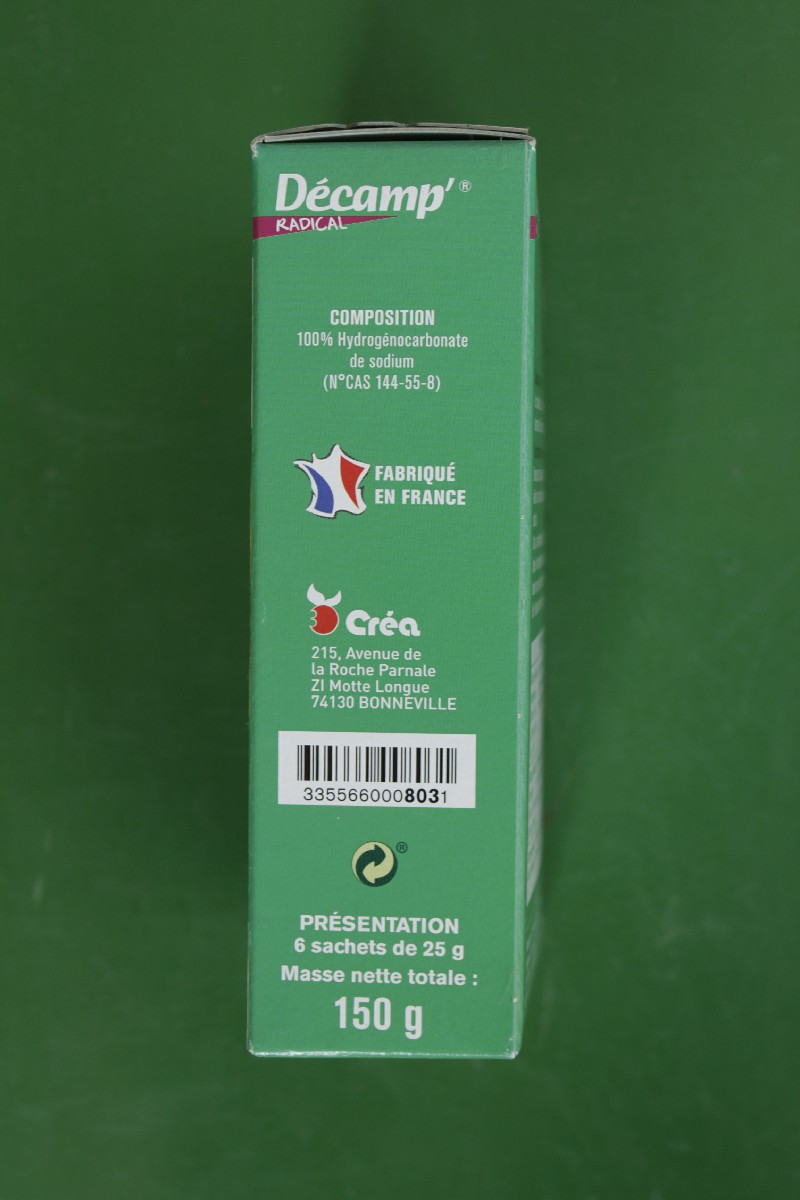 Décamp'®
RADICAL
COMPOSITION
100% Hydrogénocarbonate
de sodium
(N°CAS 144-55-8)
FABRIQUÉ
EN FRANCE
Créa
215, Avenue de
la Roche Parnale
ZI Motte Longue
74130 BONNEVILLE
3355660008031
®
PRÉSENTATION
6 sachets de 25 g
Masse nette totale :
150 g